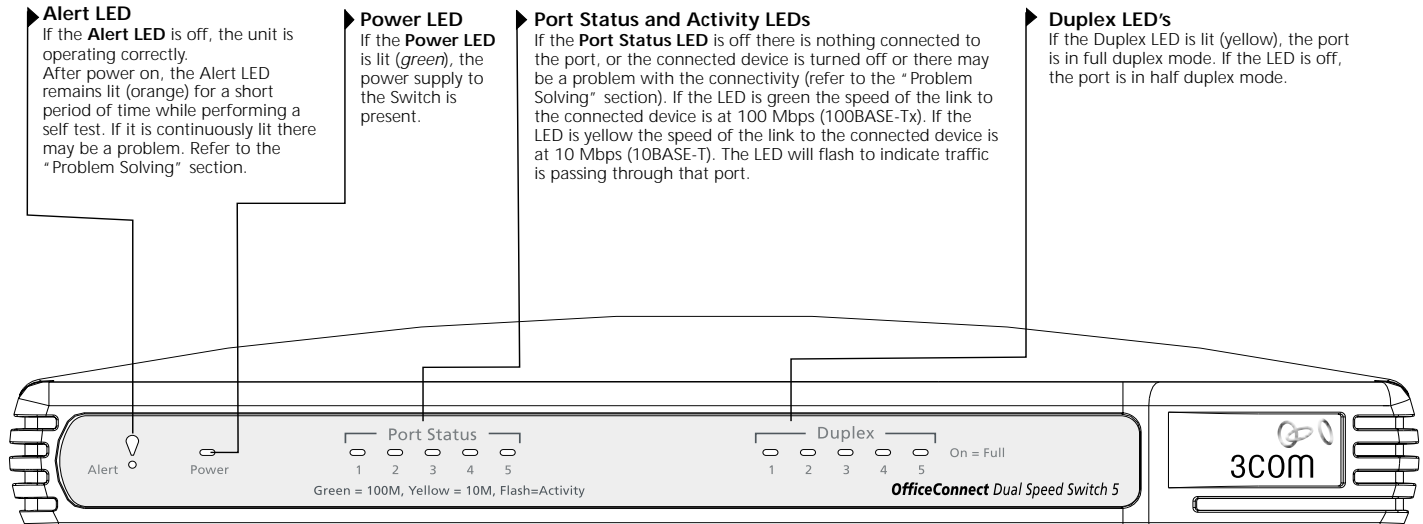 Alert LED
If the Alert LED is off, the unit is
operating correctly.
After power on, the Alert LED
remains lit (orange) for a short
period of time while performing a
self test. If it is continuously lit there
may be a problem. Refer to the
"Problem Solving" section.
Power LED
If the Power LED
is lit (green), the
power supply to
the Switch is
present.
Port Status and Activity LEDs
If the Port Status LED is off there is nothing connected to
the port, or the connected device is turned off or there may
be a problem with the connectivity (refer to the "Problem
Solving" section). If the LED is green the speed of the link to
the connected device is at 100 Mbps (100BASE-Tx). If the
LED is yellow the speed of the link to the connected device is
at 10 Mbps (10BASE-T). The LED will flash to indicate traffic
is passing through that port.
Duplex LED's
If the Duplex LED is lit (yellow), the port
is in full duplex mode. If the LED is off,
the port is in half duplex mode.
Alert
Power
Port Status
1 2 3 4 5
Green = 100M, Yellow = 10M, Flash=Activity
Duplex
1 2 3 4 5
On = Full
OfficeConnect Dual Speed Switch 5
3com